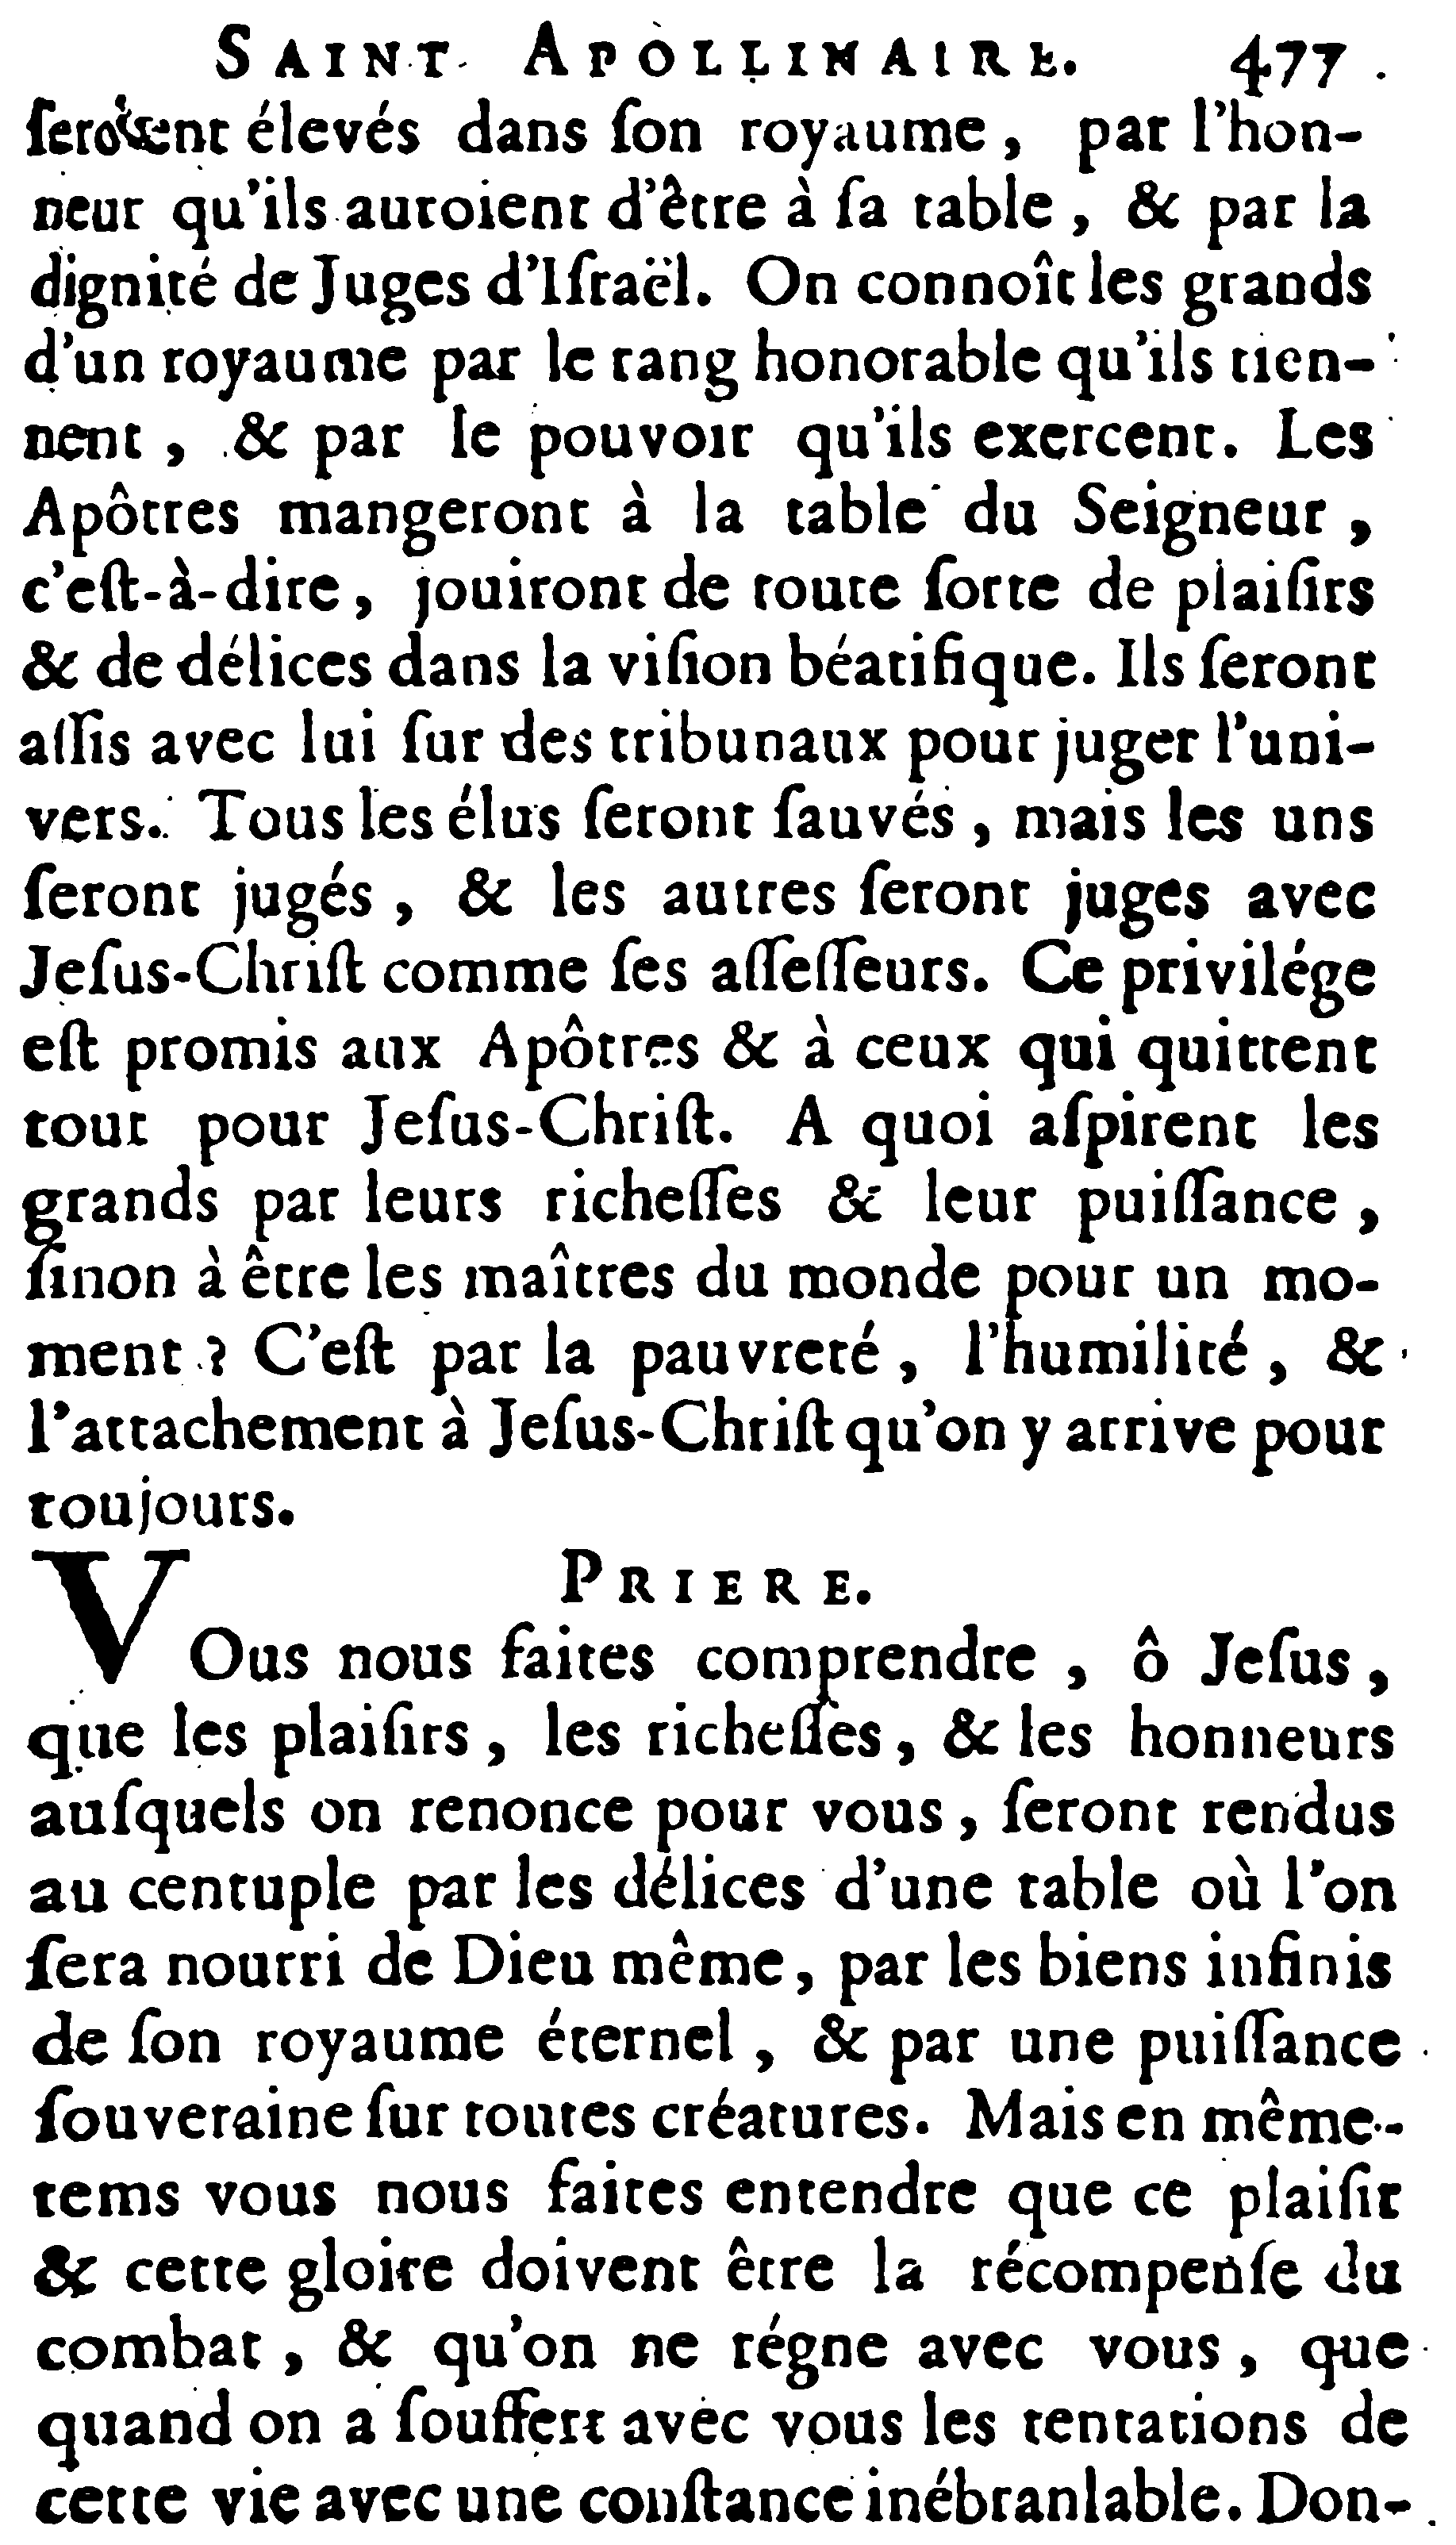 SAINT APOLLINAIRE. 477
ſeroient élevés dans ſon royaume, par l'hon-
neur qu'ils auroient d'être à ſa table, & par la
dignité de Juges d'Iſraël. On connoît les grands
d'un royaume par le rang honorable qu'ils tien-
nent, & par le pouvoir qu'ils exercent. Les
Apôtres mangeront à la table du Seigneur,
c'eſt-à-dire, jouiront de toute ſorte de plaiſirs
& de délices dans la viſion béatifique. Ils ſeront
aſſis avec lui ſur des tribunaux pour juger l'uni-
vers. Tous les élus ſeront ſauvés, mais les uns
ſeront jugés, & les autres ſeront juges avec
Jeſus-Chriſt comme ſes aſſeſſeurs. Ce privilége
eſt promis aux Apôtres & à ceux qui quittent
tout pour Jeſus-Chriſt. A quoi aſpirent les
grands par leurs richeſſes & leur puiſſance,
ſinon à être les maîtres du monde pour un mo-
ment ? C'eſt par la pauvreté, l'humilité, &
l'attachement à Jeſus-Chriſt qu'on y arrive pour
toujours.
PRIERE.
VOus nous faites comprendre, ô Jeſus,
que les plaiſirs, les richeſſes, & les honneurs
auſquels on renonce pour vous, ſeront rendus
au centuple par les délices d'une table où l'on
ſera nourri de Dieu même, par les biens infinis
de ſon royaume éternel, & par une puiſſance
ſouveraine ſur toutes créatures. Mais en même-
tems vous nous faites entendre que ce plaiſir
& cette gloire doivent être la récompenſe du
combat, & qu'on ne régne avec vous, que
quand on a ſouffert avec vous les tentations de
cette vie avec une conſtance inébranlable. Don-